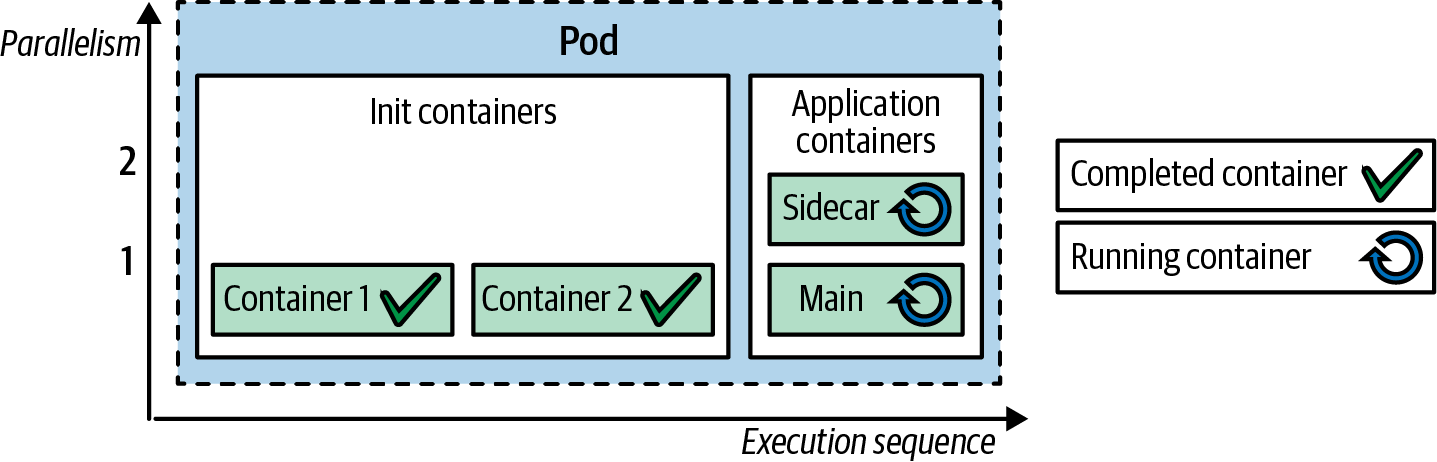 Parallelism
Pod
Init containers
Application
containers
2
Sidecar
1
Container 1
Container 2
Main
Execution sequence
Completed container
Running container